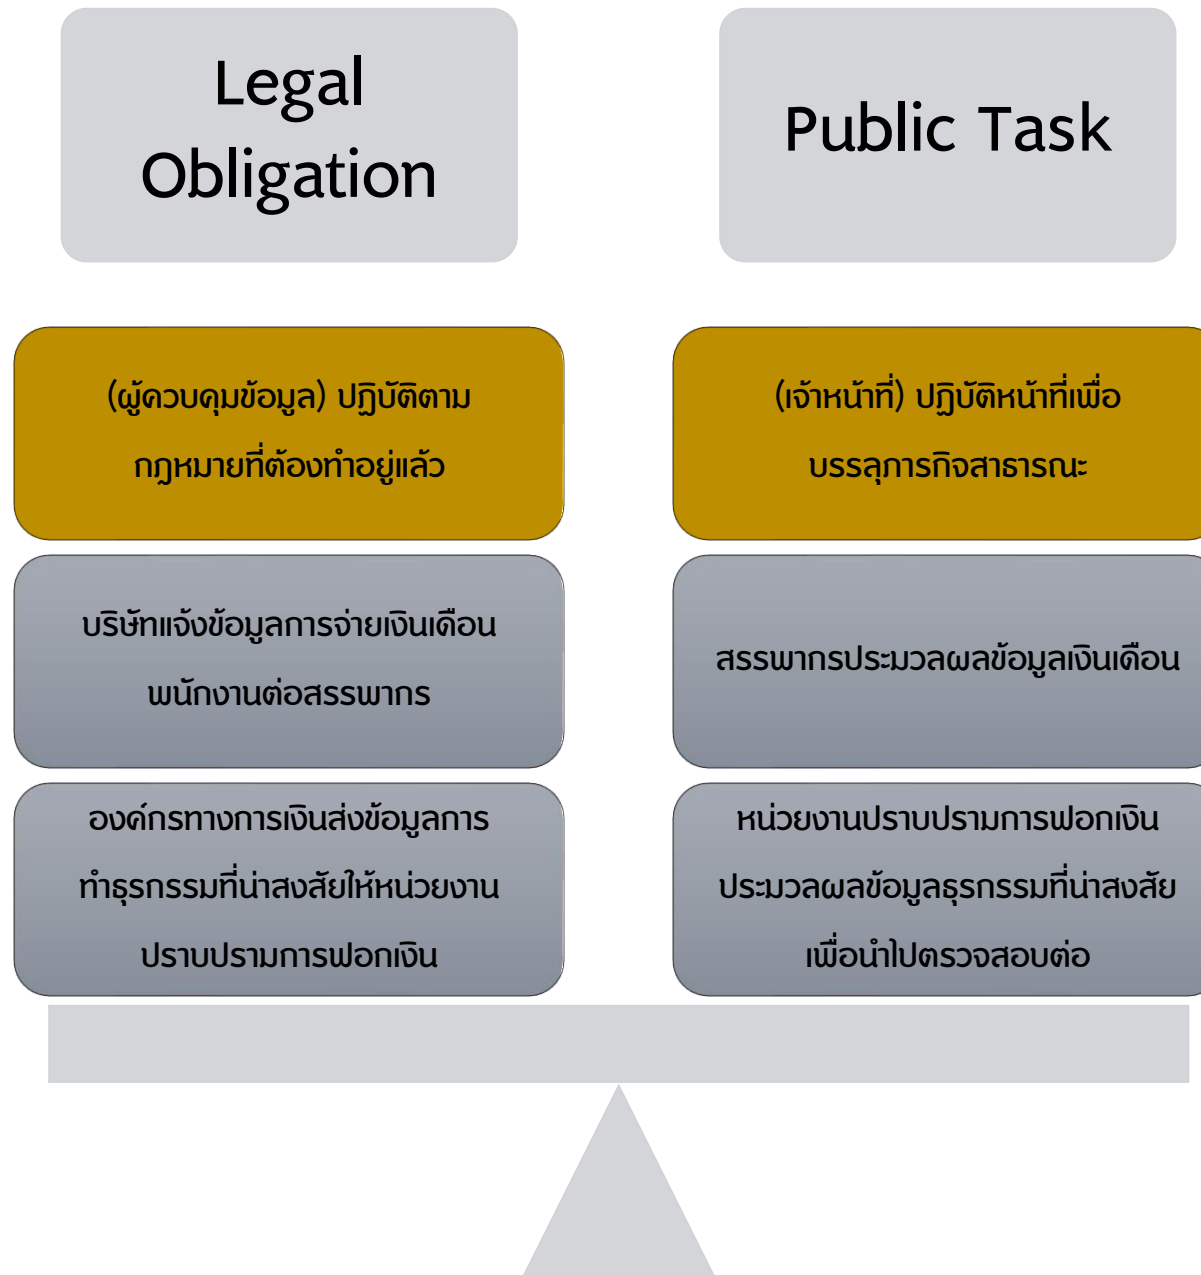 Legal
Obligation
Public Task
(ผู้ควบคุมข้อมูล) ปฏิบัติตาม
กฎหมายที่ต้องทำอยู่แล้ว
(เจ้าหน้าที่) ปฏิบัติหน้าที่เพื่อ
บรรลุภารกิจสาธารณะ
บริษัทแจ้งข้อมูลการจ่ายเงินเดือน
พนักงานต่อสรรพากร
สรรพากรประมวลผลข้อมูลเงินเดือน
องค์กรทางการเงินส่งข้อมูลการ
ทำธุรกรรมที่น่าสงสัยให้หน่วยงาน
ปราบปรามการฟอกเงิน
หน่วยงานปราบปรามการฟอกเงิน
ประมวลผลข้อมูลธุรกรรมที่น่าสงสัย
เพื่อนำไปตรวจสอบต่อ